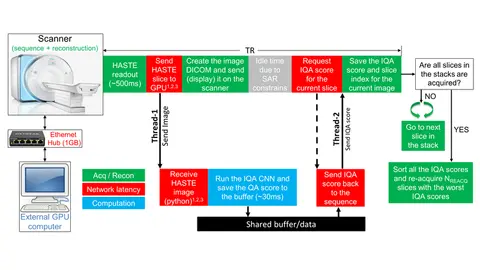 Scanner
(sequence + reconstruction)
TR
HASTE
readout
(~500ms)
Send
HASTE
slice to
GPU1,2,3
Create the image
DICOM and send
(display) it on the
scanner
Idle time
due to
SAR
constrains
Request
IQA score
for the
current slice
Save the IQA
score and slice
index for the
current image
Are all slices in
the stacks are
acquired?
NO
YES
Go to next
slice in
the stack
Ethernet
Hub (1GB)
Thread-1
Send Image
Thread-2
Send IQA score
External GPU
computer
Acq / Recon
Network latency
Computation
Receive
HASTE
image
(python)1,2,3
Run the IQA CNN and
save the QA score to
the buffer (~30ms)
Send IQA
score back
to the
sequence
Sort all the IQA scores
and re-acquire NREACQ
slices with the worst
IQA scores
Shared buffer/data